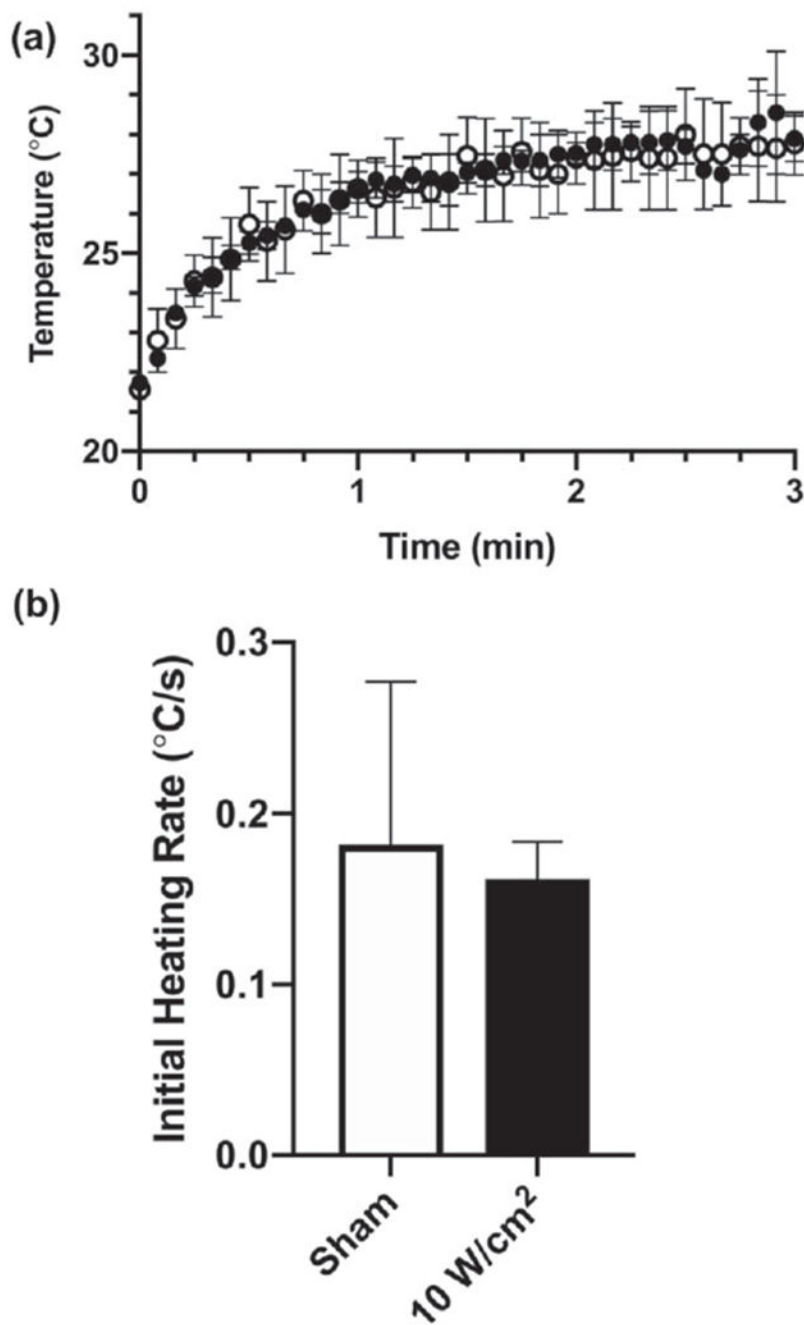 (a)
30
25
20
Temperature (°C)
0 1 2 3
Time (min)
(b)
0.3
0.2
0.1
0.0
Initial Heating Rate (°C/s)
Sham
10 W/cm²